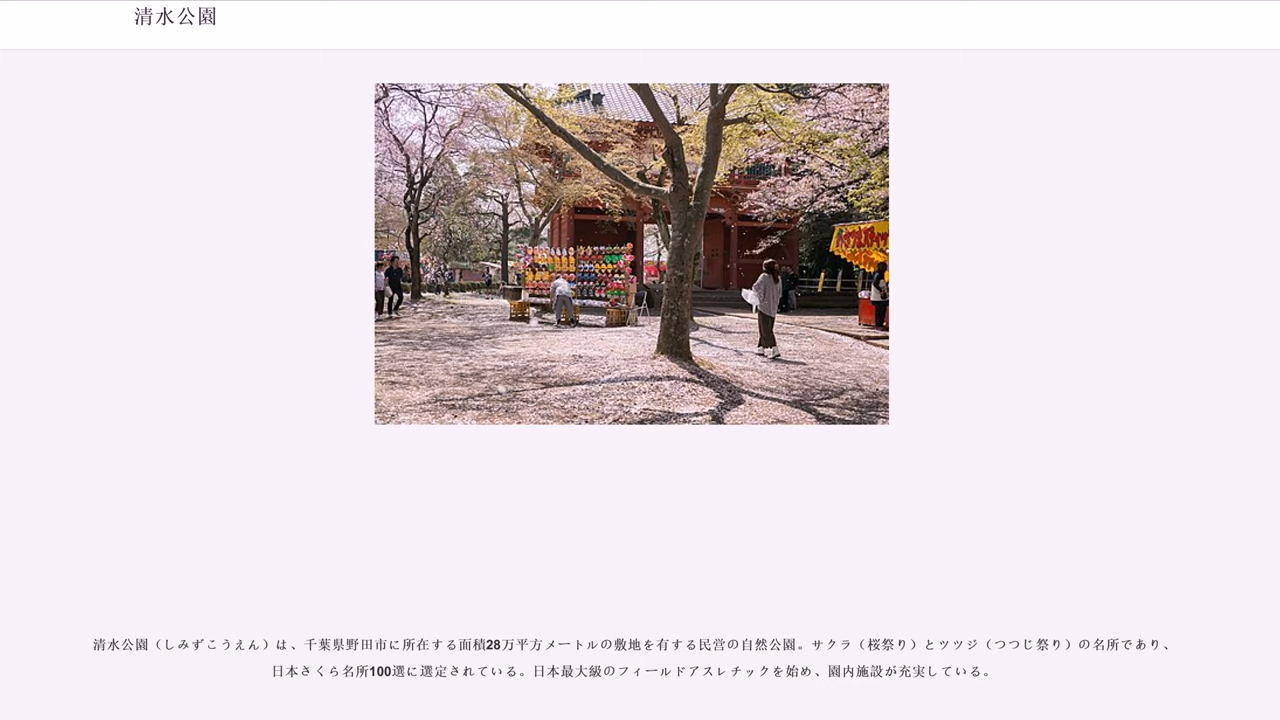 清水公園
清水公園（しみずこうえん）は、千葉県野田市に所在する面積28万平方メートルの敷地を有する民営の自然公園。サクラ（桜祭り）とツツジ（つつじ祭り）の名所であり、
日本さくら名所100選に選定されている。日本最大級のフィールドアスレチックを始め、園内施設が充実している。